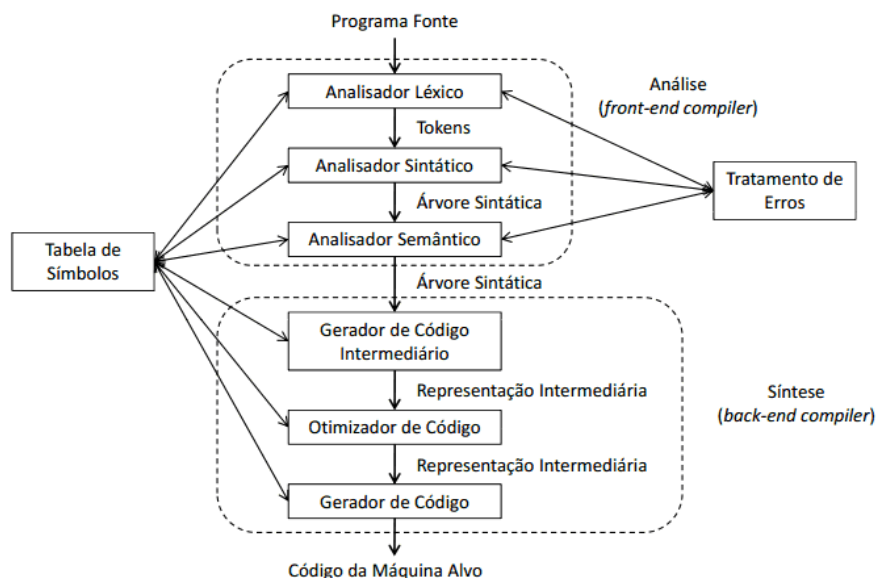 Programa Fonte
Analisador Léxico
Análise
(front-end compiler)
Tokens
Analisador Sintático
Tratamento de
Erros
Árvore Sintática
Analisador Semântico
Tabela de
Símbolos
Árvore Sintática
Gerador de Código
Intermediário
Representação Intermediária
Síntese
(back-end compiler)
Otimizador de Código
Representação Intermediária
Gerador de Código
Código da Máquina Alvo